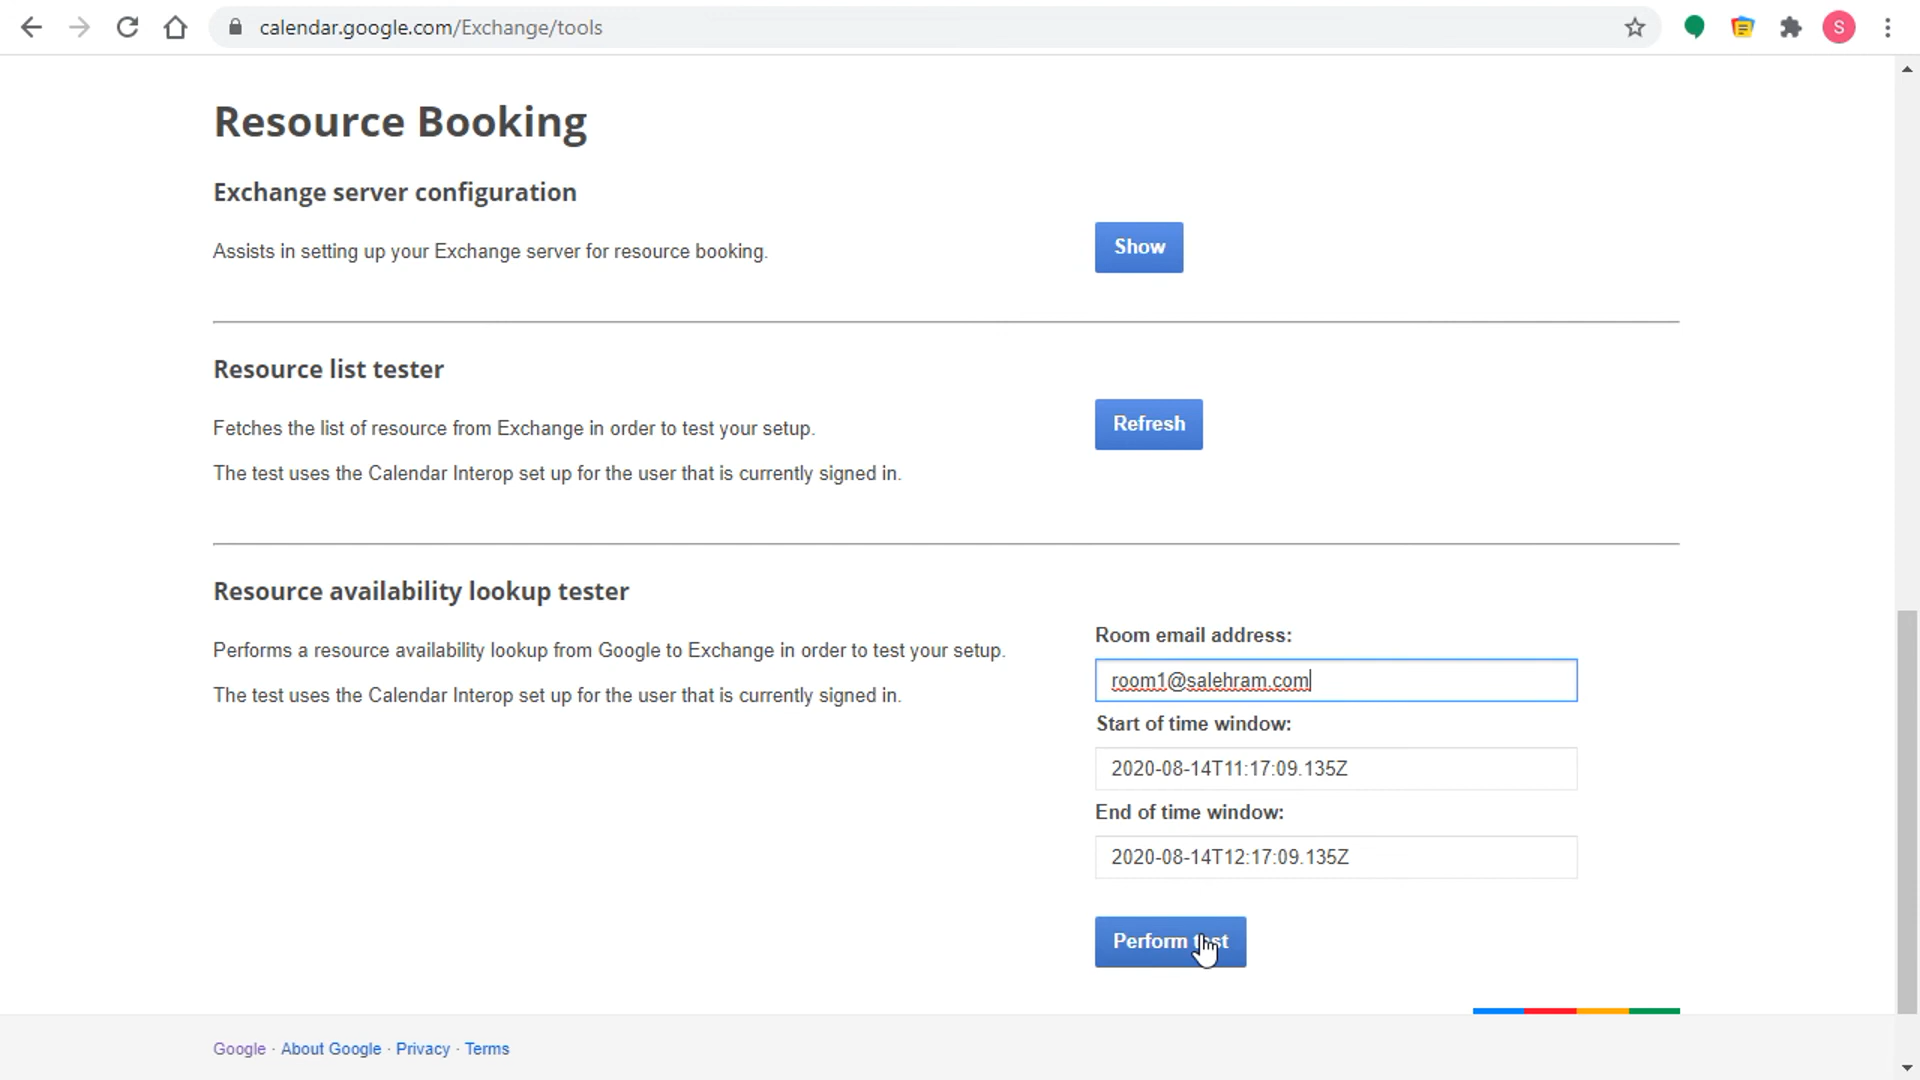 calendar.google.com/Exchange/tools
S
Resource Booking
Exchange server configuration
Assists in setting up your Exchange server for resource booking.
Show
Resource list tester
Fetches the list of resource from Exchange in order to test your setup.
Refresh
The test uses the Calendar Interop set up for the user that is currently signed in.
Resource availability lookup tester
Performs a resource availability lookup from Google to Exchange in order to test your setup.
The test uses the Calendar Interop set up for the user that is currently signed in.
Room email address:
room1@salehram.com
Start of time window:
2020-08-14T11:17:09.135Z
End of time window:
2020-08-14T12:17:09.135Z
Perform test
Google · About Google · Privacy · Terms